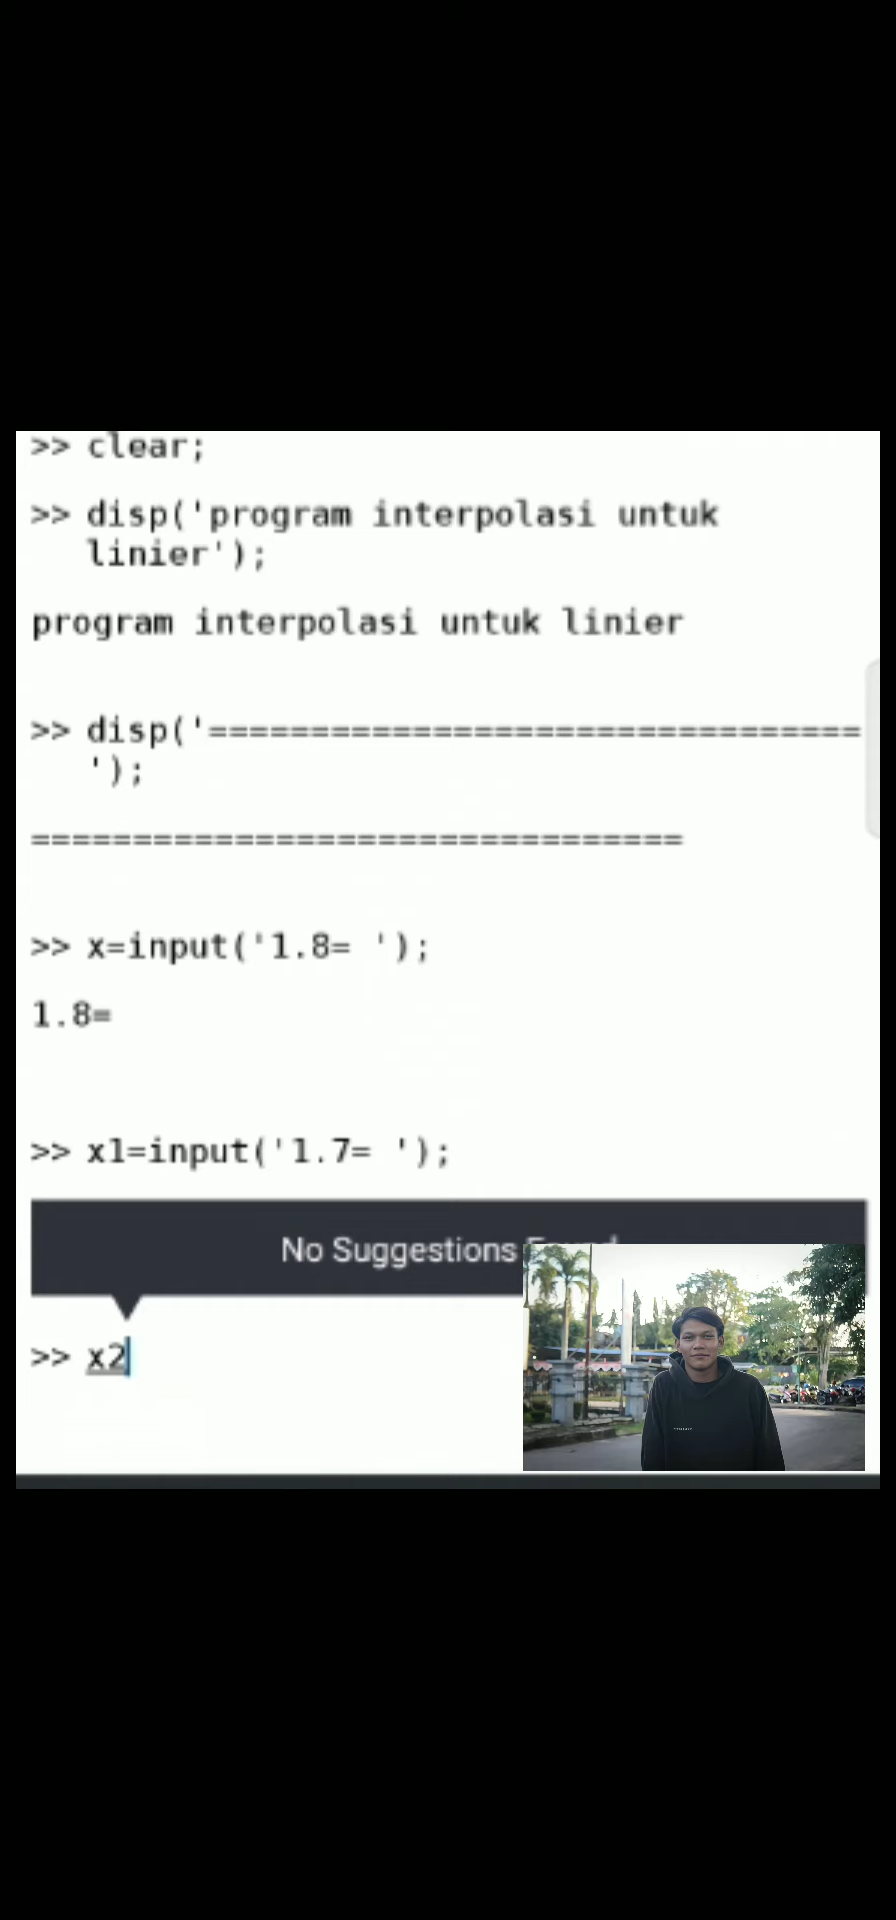 >> clear;
>> disp('program interpolasi untuk
linier');
program interpolasi untuk linier
>> disp('================================
');
================================
>> x=input('1.8= ');
1.8=
>> x1=input('1.7= ');
No Suggestions
>> x2